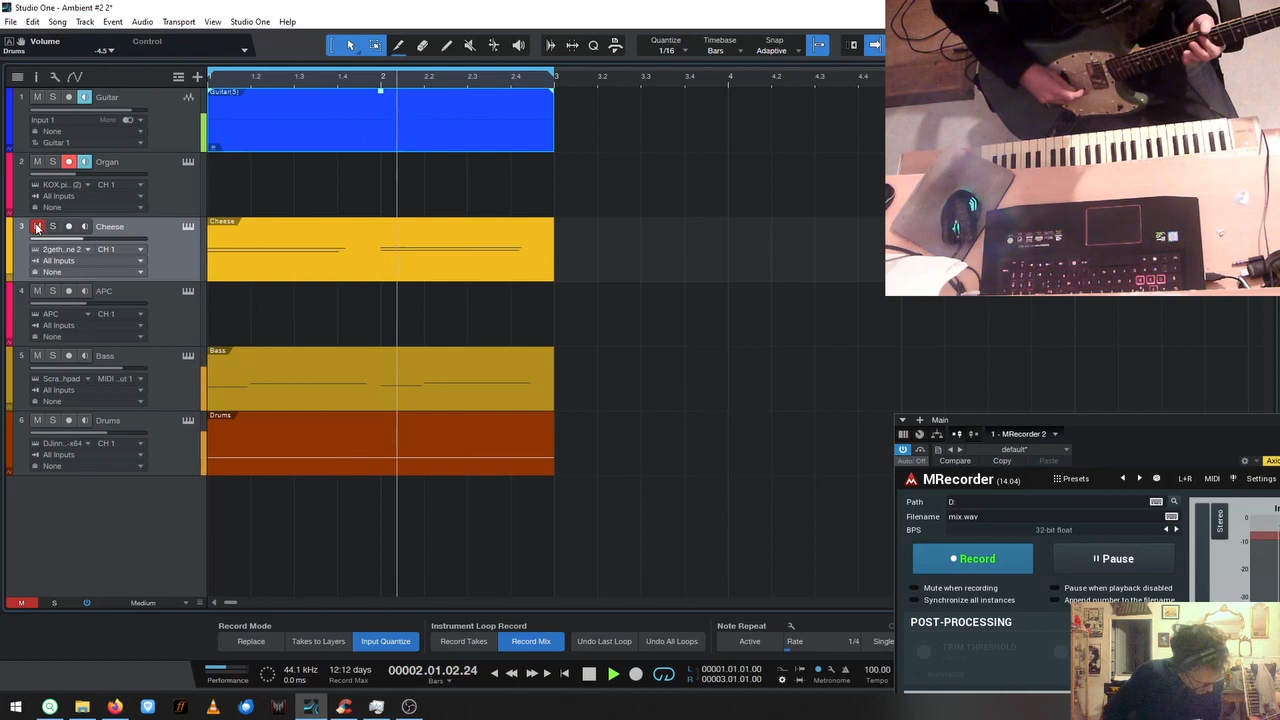 Studio One - Ambient #2 2*
File Edit Song Track Event Audio Transport View Studio One Help
Volume Control
Drums -4.5
Quantize Timebase Snap
1/16 Bars Adaptive
1.2 1.3 1.4 2 2.2 2.3 2.4 3 3.2 3.3 3.4 4 4.2 4.3 4.4
1 M S Guitar
Input 1 Mono
None
Guitar 1
Guitar(5)
2 M S Organ
KOX.pi.. (2) CH 1
All Inputs
None
3 M S Cheese
2geth..ne 2 CH 1
All Inputs
None
Cheese
4 M S APC
APC CH 1
All Inputs
None
5 M S Bass
Scra..hpad MIDI ..ut 1
All Inputs
None
Bass
6 M S Drums
DJinn..-x64 CH 1
All Inputs
None
Drums
M S Medium
Main
1 - MRecorder 2
default*
Auto: Off Compare Copy Paste
MRecorder (14.04) Presets L+R MIDI Settings
Path D:
Filename mix.wav
BPS 32-bit float
Record Pause
Mute when recording Pause when playback disabled
Synchronize all instances Append number to the filename
POST-PROCESSING
TRIM THRESHOLD
Stereo
0
-10
-20
-30
Record Mode Instrument Loop Record Note Repeat
Replace Takes to Layers Input Quantize Record Takes Record Mix Undo Last Loop Undo All Loops Active Rate 1/4 Single
Performance
44.1 kHz
0.0 ms
12:12 days
Record Max
00002.01.02.24
Bars
L 00001.01.01.00
R 00003.01.01.00
Metronome
100.00
Tempo